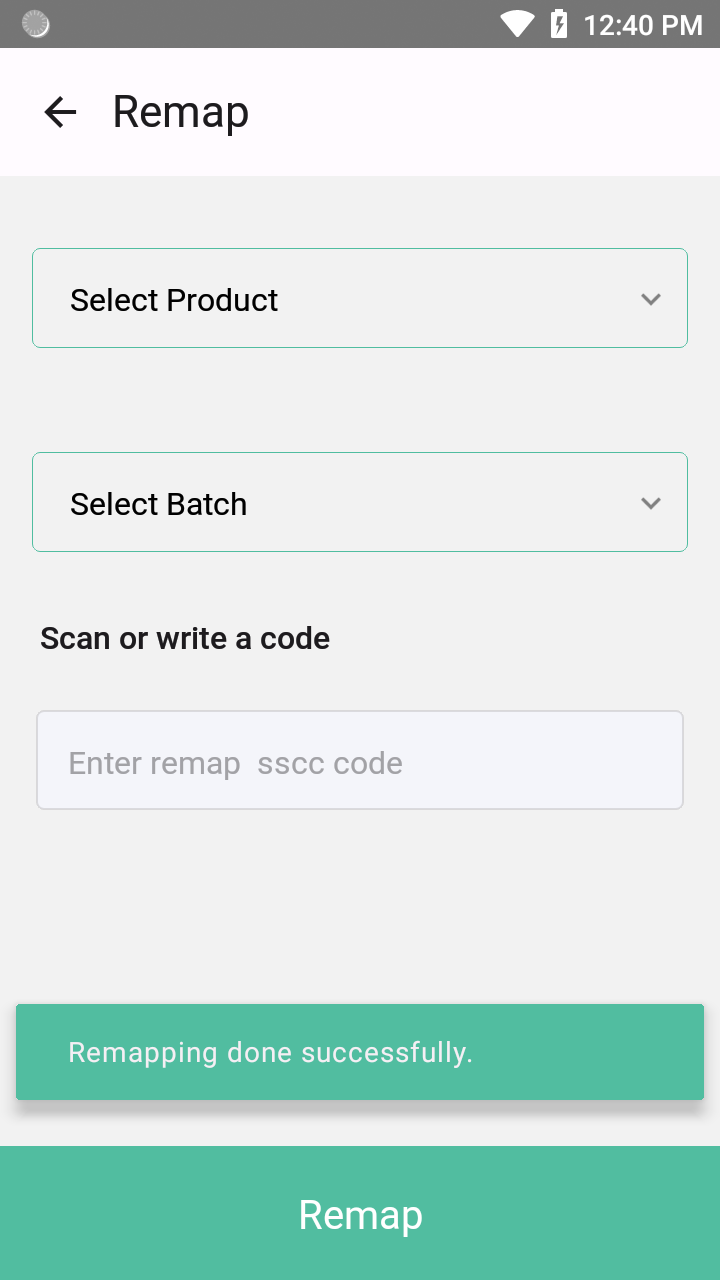 12:40 PM
Remap
Select Product
Select Batch
Scan or write a code
Enter remap  sscc code
Remapping done successfully.
Remap